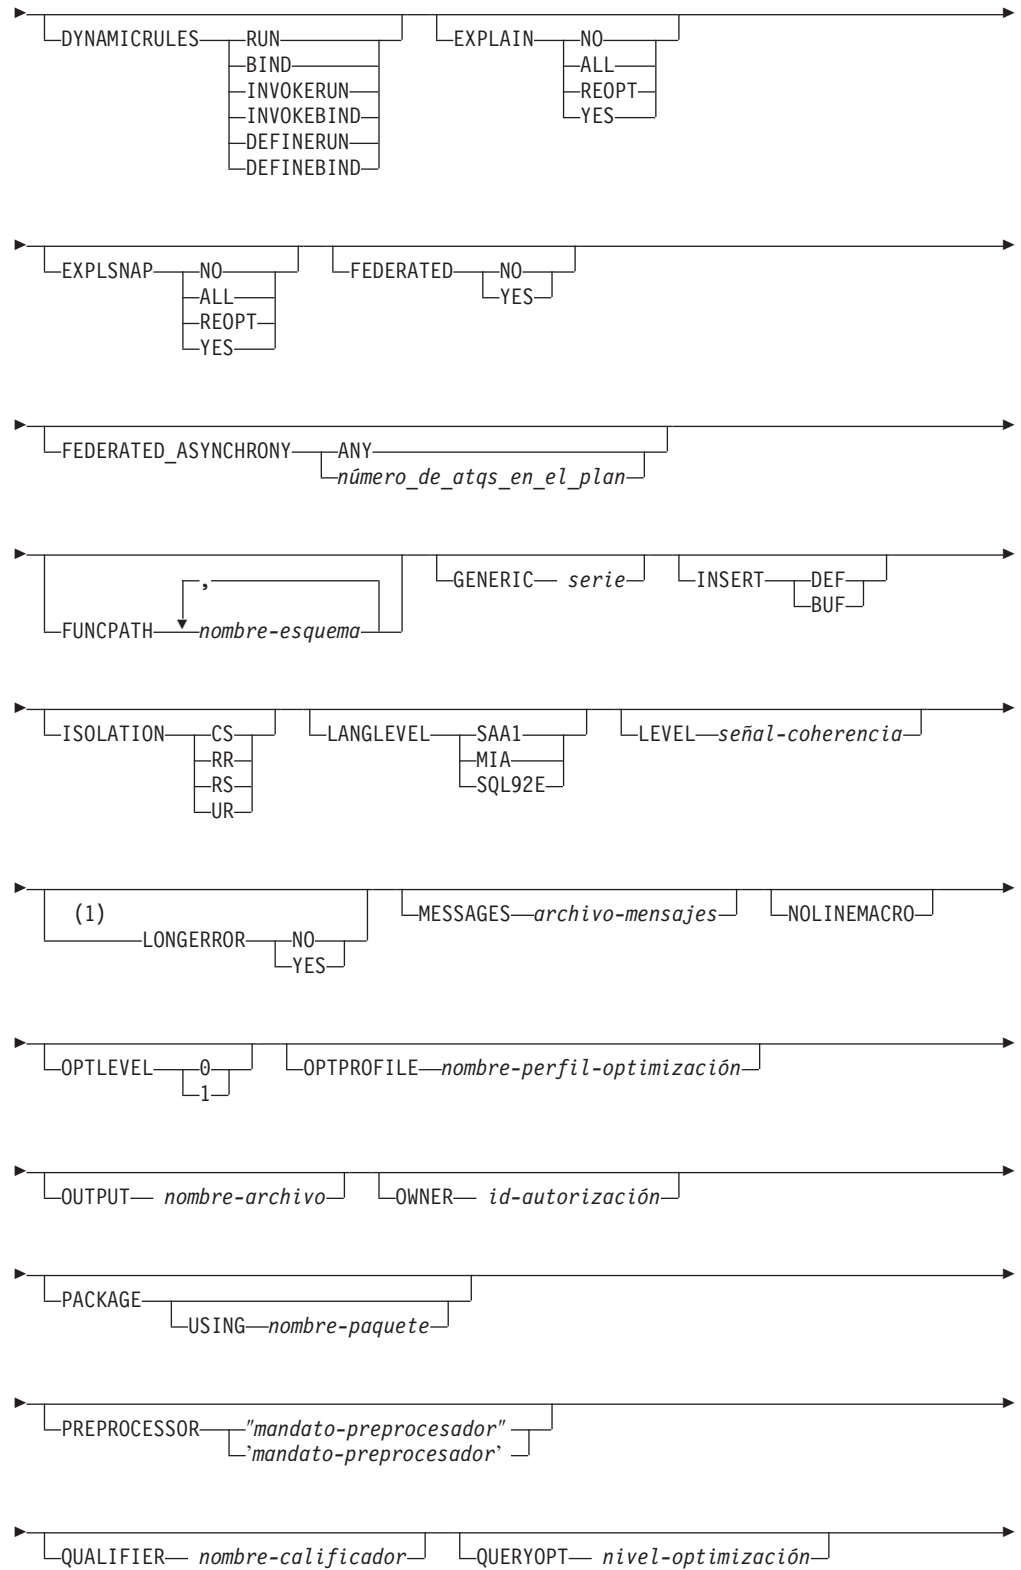 DYNAMICRULES RUN EXPLAIN NO
BIND ALL
INVOKERUN REOPT
INVOKEBIND YES
DEFINERUN
DEFINEBIND
EXPLSNAP NO FEDERATED NO
ALL YES
REOPT
YES
FEDERATED_ASYNCHRONY ANY
número_de_atqs_en_el_plan
,
GENERIC serie INSERT DEF
BUF
FUNCPATH nombre-esquema
ISOLATION CS LANGLEVEL SAA1 LEVEL señal-coherencia
RR MIA
RS SQL92E
UR
(1) MESSAGES archivo-mensajes NOLINEMACRO
LONGERROR NO
YES
OPTLEVEL 0 OPTPROFILE nombre-perfil-optimización
1
OUTPUT nombre-archivo OWNER id-autorización
PACKAGE
USING nombre-paquete
PREPROCESSOR "mandato-preprocesador"
'mandato-preprocesador'
QUALIFIER nombre-calificador QUERYOPT nivel-optimización